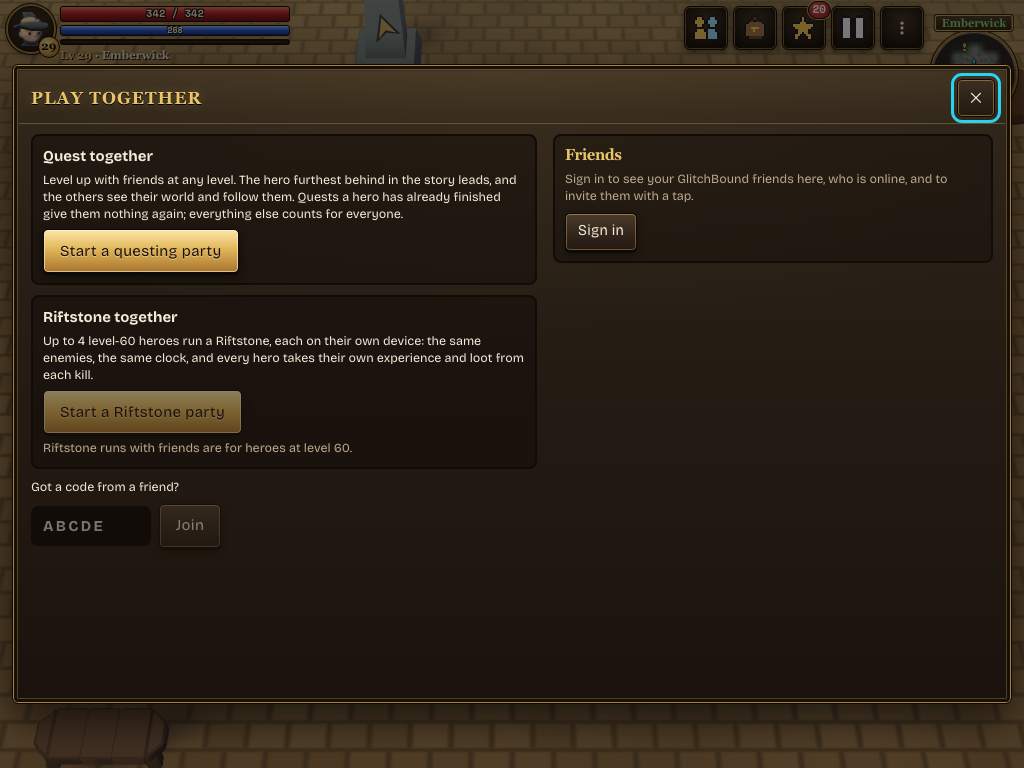 342 / 342
268
29
Lv 29 · Emberwick
20
Emberwick
PLAY TOGETHER
Quest together
Level up with friends at any level. The hero furthest behind in the story leads, and
the others see their world and follow them. Quests a hero has already finished
give them nothing again; everything else counts for everyone.
Start a questing party
Riftstone together
Up to 4 level-60 heroes run a Riftstone, each on their own device: the same
enemies, the same clock, and every hero takes their own experience and loot from
each kill.
Start a Riftstone party
Riftstone runs with friends are for heroes at level 60.
Got a code from a friend?
ABCDE
Join
Friends
Sign in to see your GlitchBound friends here, who is online, and to
invite them with a tap.
Sign in